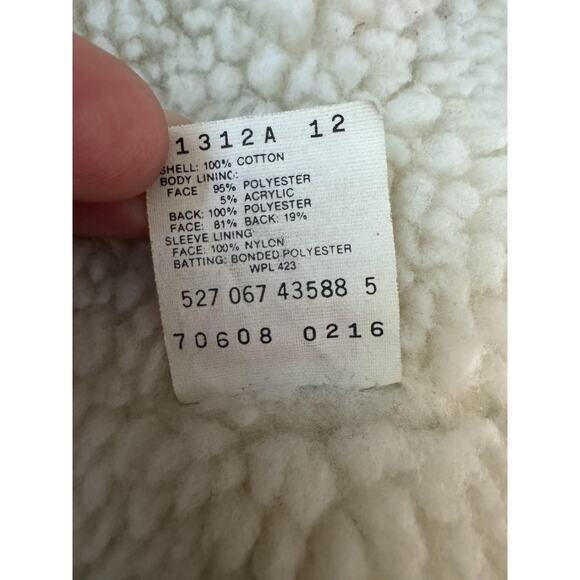 1312A 12
SHELL: 100% COTTON
BODY LINING:
FACE 95% POLYESTER
5% ACRYLIC
BACK: 100% POLYESTER
FACE: 81% BACK: 19%
SLEEVE LINING
FACE: 100% NYLON
BATTING: BONDED POLYESTER
WPL 423
527 067 43588 5
70608 0216